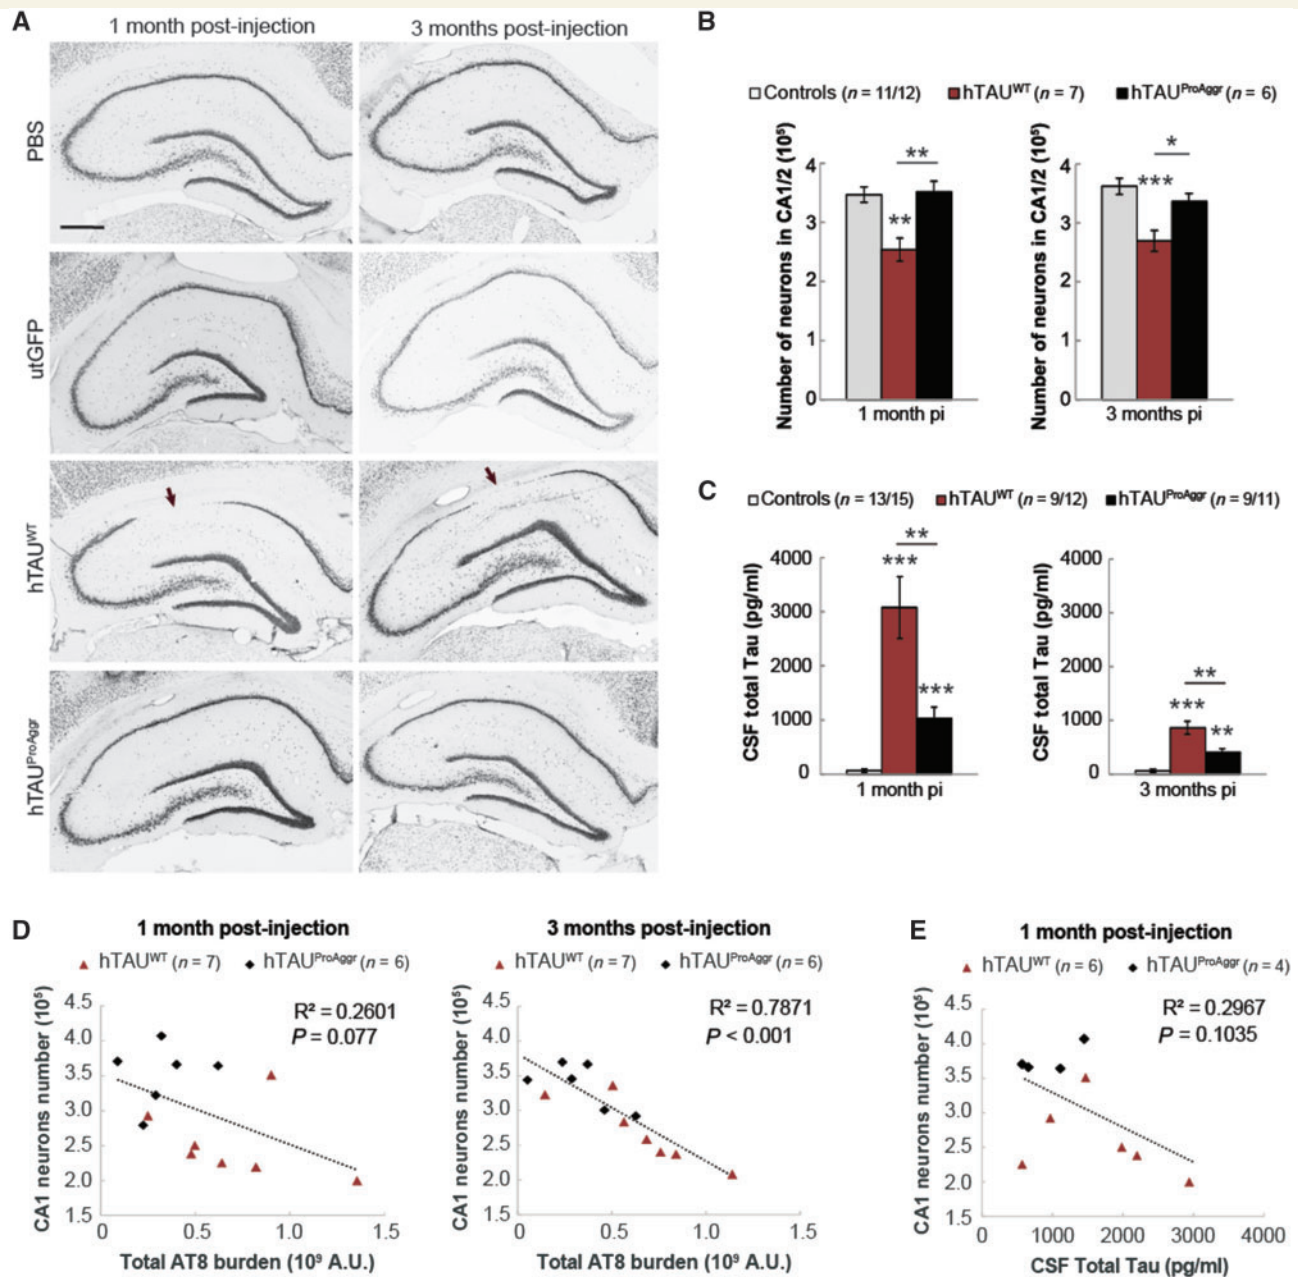 A
1 month post-injection
3 months post-injection
PBS
utGFP
hTAU^WT
hTAU^ProAggr
B
Controls (n = 11/12)
hTAU^WT (n = 7)
hTAU^ProAggr (n = 6)
Number of neurons in CA1/2 (10⁵)
4
3
2
1
0
**
**
1 month pi
Number of neurons in CA1/2 (10⁵)
4
3
2
1
0
*
***
3 months pi
C
Controls (n = 13/15)
hTAU^WT (n = 9/12)
hTAU^ProAggr (n = 9/11)
CSF total Tau (pg/ml)
4000
3000
2000
1000
0
**
***
***
1 month pi
CSF total Tau (pg/ml)
4000
3000
2000
1000
0
**
***
**
3 months pi
D
1 month post-injection
hTAU^WT (n = 7)
hTAU^ProAggr (n = 6)
R² = 0.2601
P = 0.077
CA1 neurons number (10⁵)
4.5
4.0
3.5
3.0
2.5
2.0
1.5
0 0.5 1.0 1.5
Total AT8 burden (10⁹ A.U.)
3 months post-injection
hTAU^WT (n = 7)
hTAU^ProAggr (n = 6)
R² = 0.7871
P < 0.001
CA1 neurons number (10⁵)
4.5
4.0
3.5
3.0
2.5
2.0
1.5
0 0.5 1.0 1.5
Total AT8 burden (10⁹ A.U.)
E
1 month post-injection
hTAU^WT (n = 6)
hTAU^ProAggr (n = 4)
R² = 0.2967
P = 0.1035
CA1 neurons number (10⁵)
4.5
4.0
3.5
3.0
2.5
2.0
1.5
0 1000 2000 3000 4000
CSF Total Tau (pg/ml)